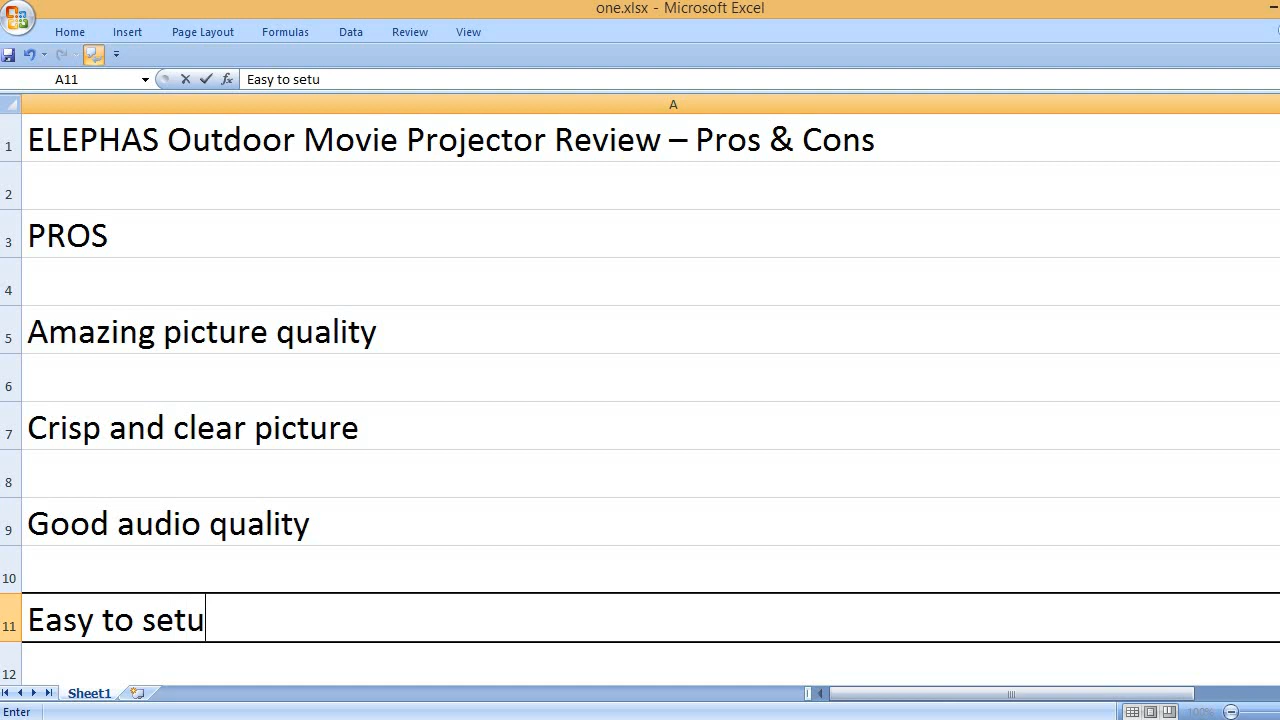 one.xlsx - Microsoft Excel
Home Insert Page Layout Formulas Data Review View
A11 fx Easy to setu
A
1 ELEPHAS Outdoor Movie Projector Review – Pros & Cons
2
3 PROS
4
5 Amazing picture quality
6
7 Crisp and clear picture
8
9 Good audio quality
10
11 Easy to setu
12
Sheet1
Enter 100%